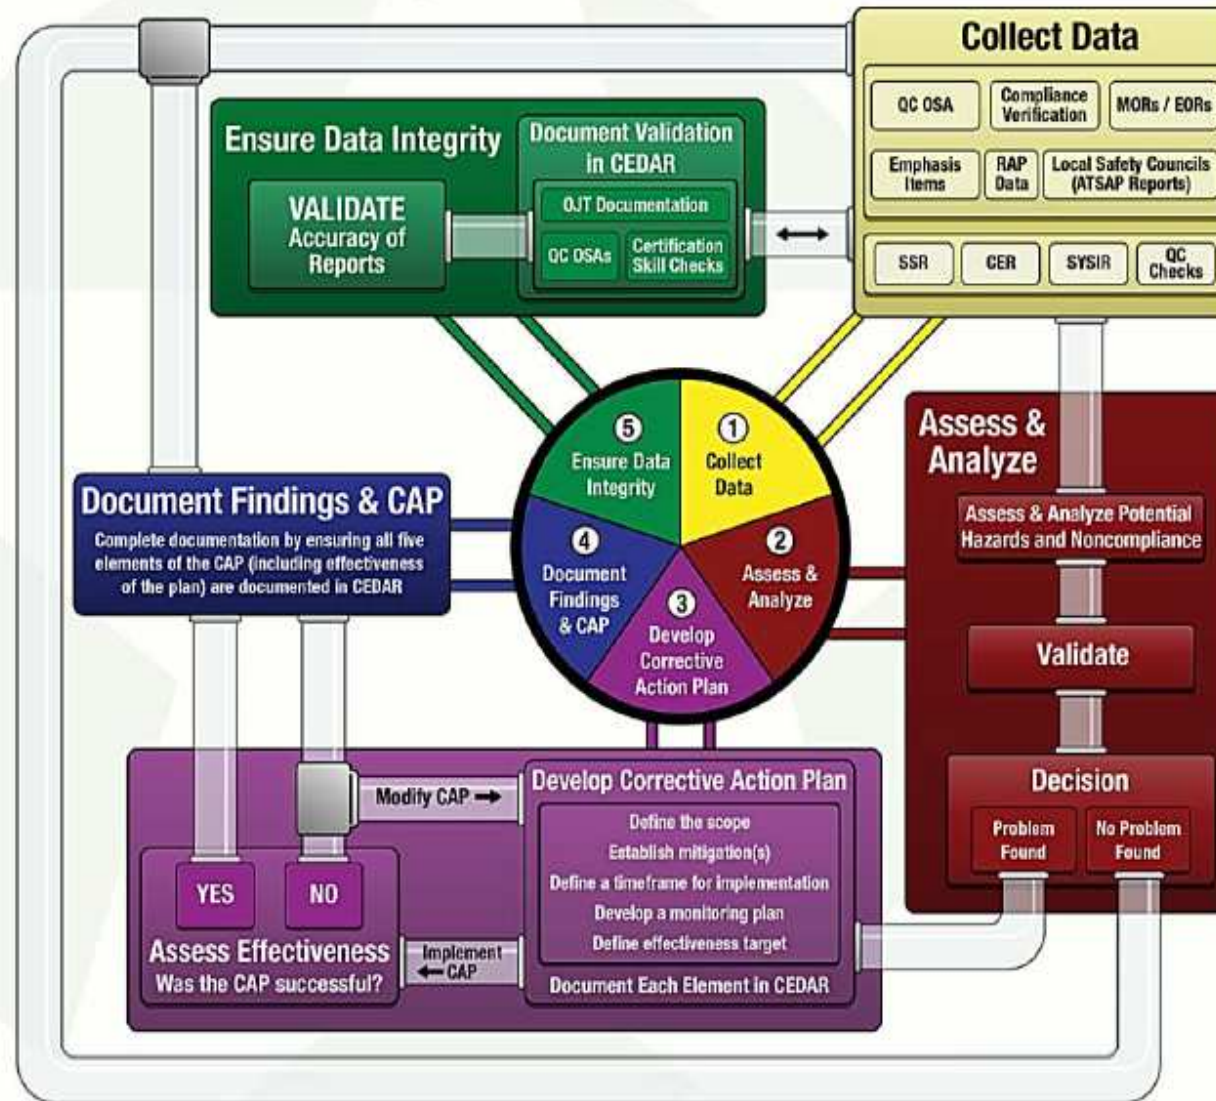 Collect Data
QC OSA
Compliance
Verification
MORs / EORs
Emphasis
Items
RAP
Data
Local Safety Councils
(ATSAP Reports)
SSR
CER
SYSIR
QC
Checks
Ensure Data Integrity
VALIDATE
Accuracy of
Reports
Document Validation
in CEDAR
OJT Documentation
QC OSAs
Certification
Skill Checks
1
Collect
Data
2
Assess &
Analyze
3
Develop
Corrective
Action Plan
4
Document
Findings
& CAP
5
Ensure Data
Integrity
Assess &
Analyze
Assess & Analyze Potential
Hazards and Noncompliance
Validate
Decision
Problem
Found
No Problem
Found
Document Findings & CAP
Complete documentation by ensuring all five
elements of the CAP (including effectiveness
of the plan) are documented in CEDAR
Develop Corrective Action Plan
Define the scope
Establish mitigation(s)
Define a timeframe for implementation
Develop a monitoring plan
Define effectiveness target
Document Each Element in CEDAR
Modify CAP →
Implement
← CAP
YES
NO
Assess Effectiveness
Was the CAP successful?